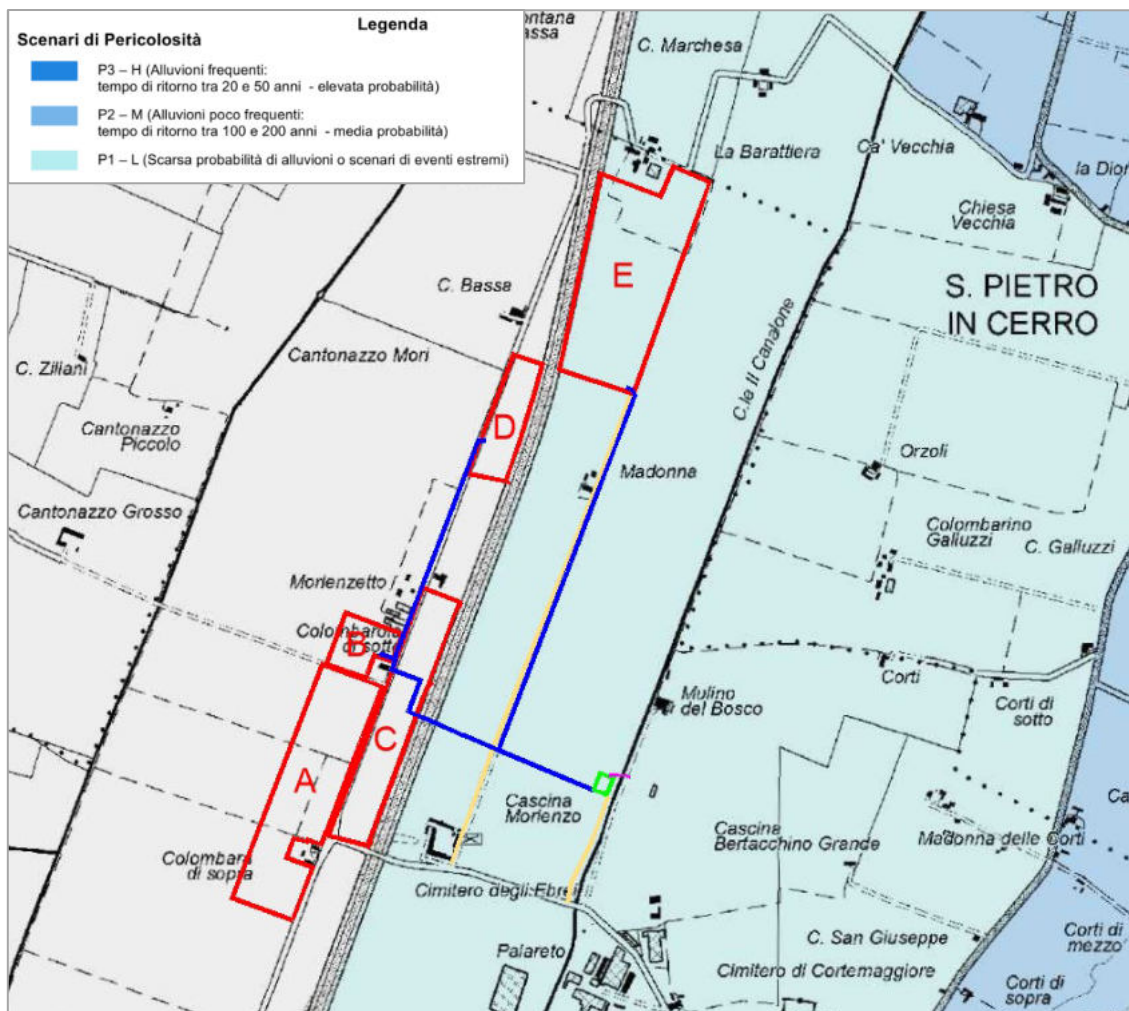 Legenda
Scenari di Pericolosità
P3 – H (Alluvioni frequenti:
tempo di ritorno tra 20 e 50 anni - elevata probabilità)
P2 – M (Alluvioni poco frequenti:
tempo di ritorno tra 100 e 200 anni - media probabilità)
P1 – L (Scarsa probabilità di alluvioni o scenari di eventi estremi)
C. Marchesa
La Barattiera
Ca' Vecchia
Chiesa
Vecchia
S. PIETRO
IN CERRO
E
C. Bassa
Cantonazzo Mori
C. Ziliani
Cantonazzo
Piccolo
D
C.le Il Canalone
Madonna
Orzoli
Cantonazzo Grosso
Colombarino
Galluzzi
C. Galluzzi
Morlenzetto
Colombarola
di sotto
B
Corti
Corti di
sotto
Mulino
del Bosco
C
A
Cascina
Morlenzo
Cascina
Bertacchino Grande
Madonna delle Corti
Colombara
di sopra
Cimitero degli Ebrei
C. San Giuseppe
Corti di
mezzo
Palareto
Cimitero di Cortemaggiore
Corti di
sopra